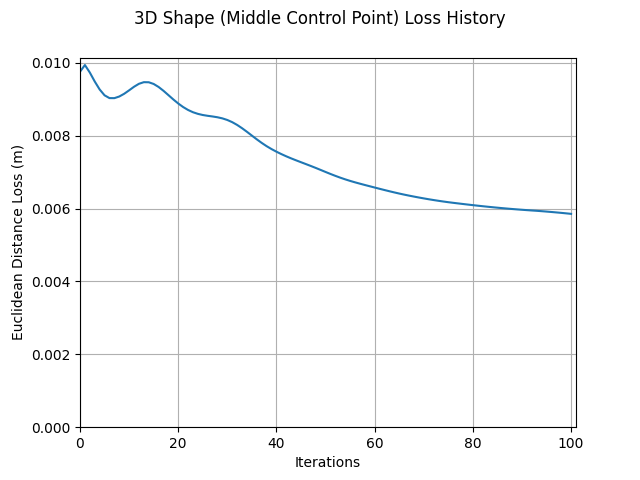 3D Shape (Middle Control Point) Loss History
Euclidean Distance Loss (m)
0.010
0.008
0.006
0.004
0.002
0.000
0 20 40 60 80 100
Iterations